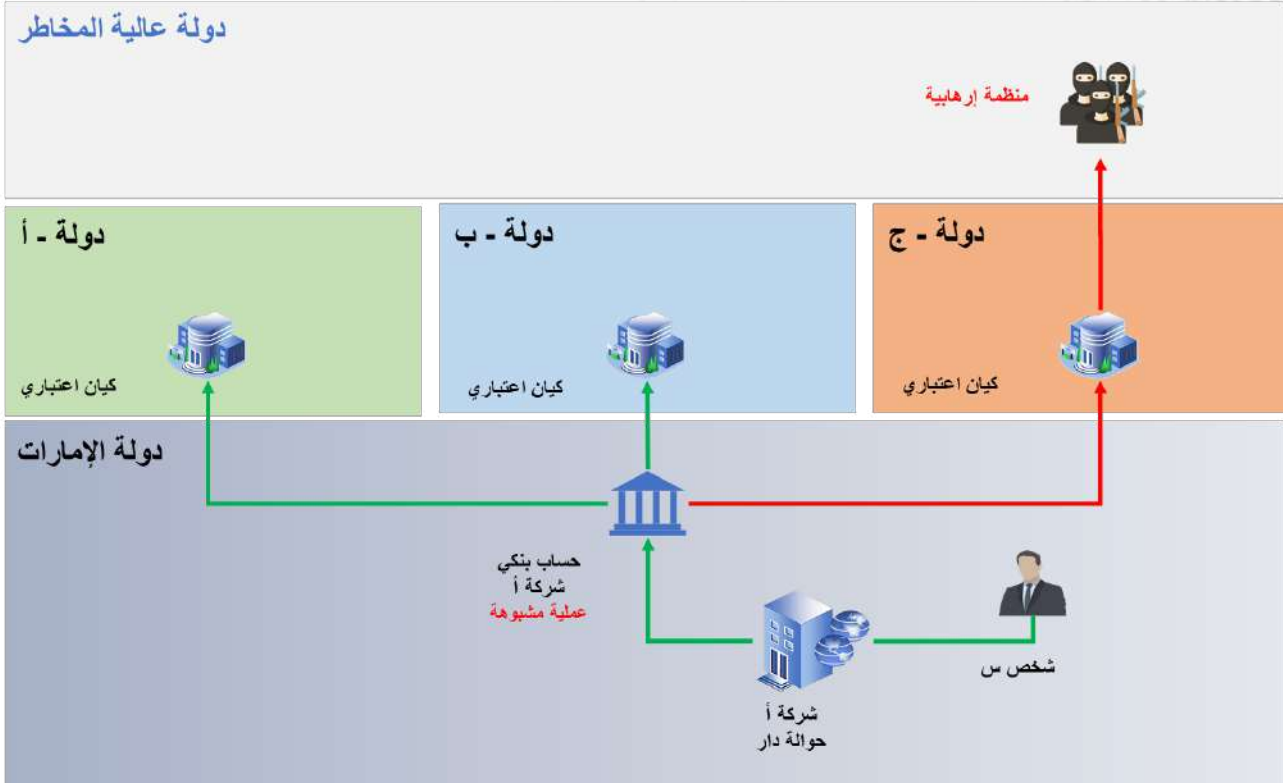 دولة عالية المخاطر
منظمة إرهابية
دولة - ج
دولة - ب
دولة - أ
كيان اعتباري
كيان اعتباري
كيان اعتباري
دولة الإمارات
حساب بنكي
شركة أ
عملية مشبوهة
شخص س
شركة أ
حوالة دار